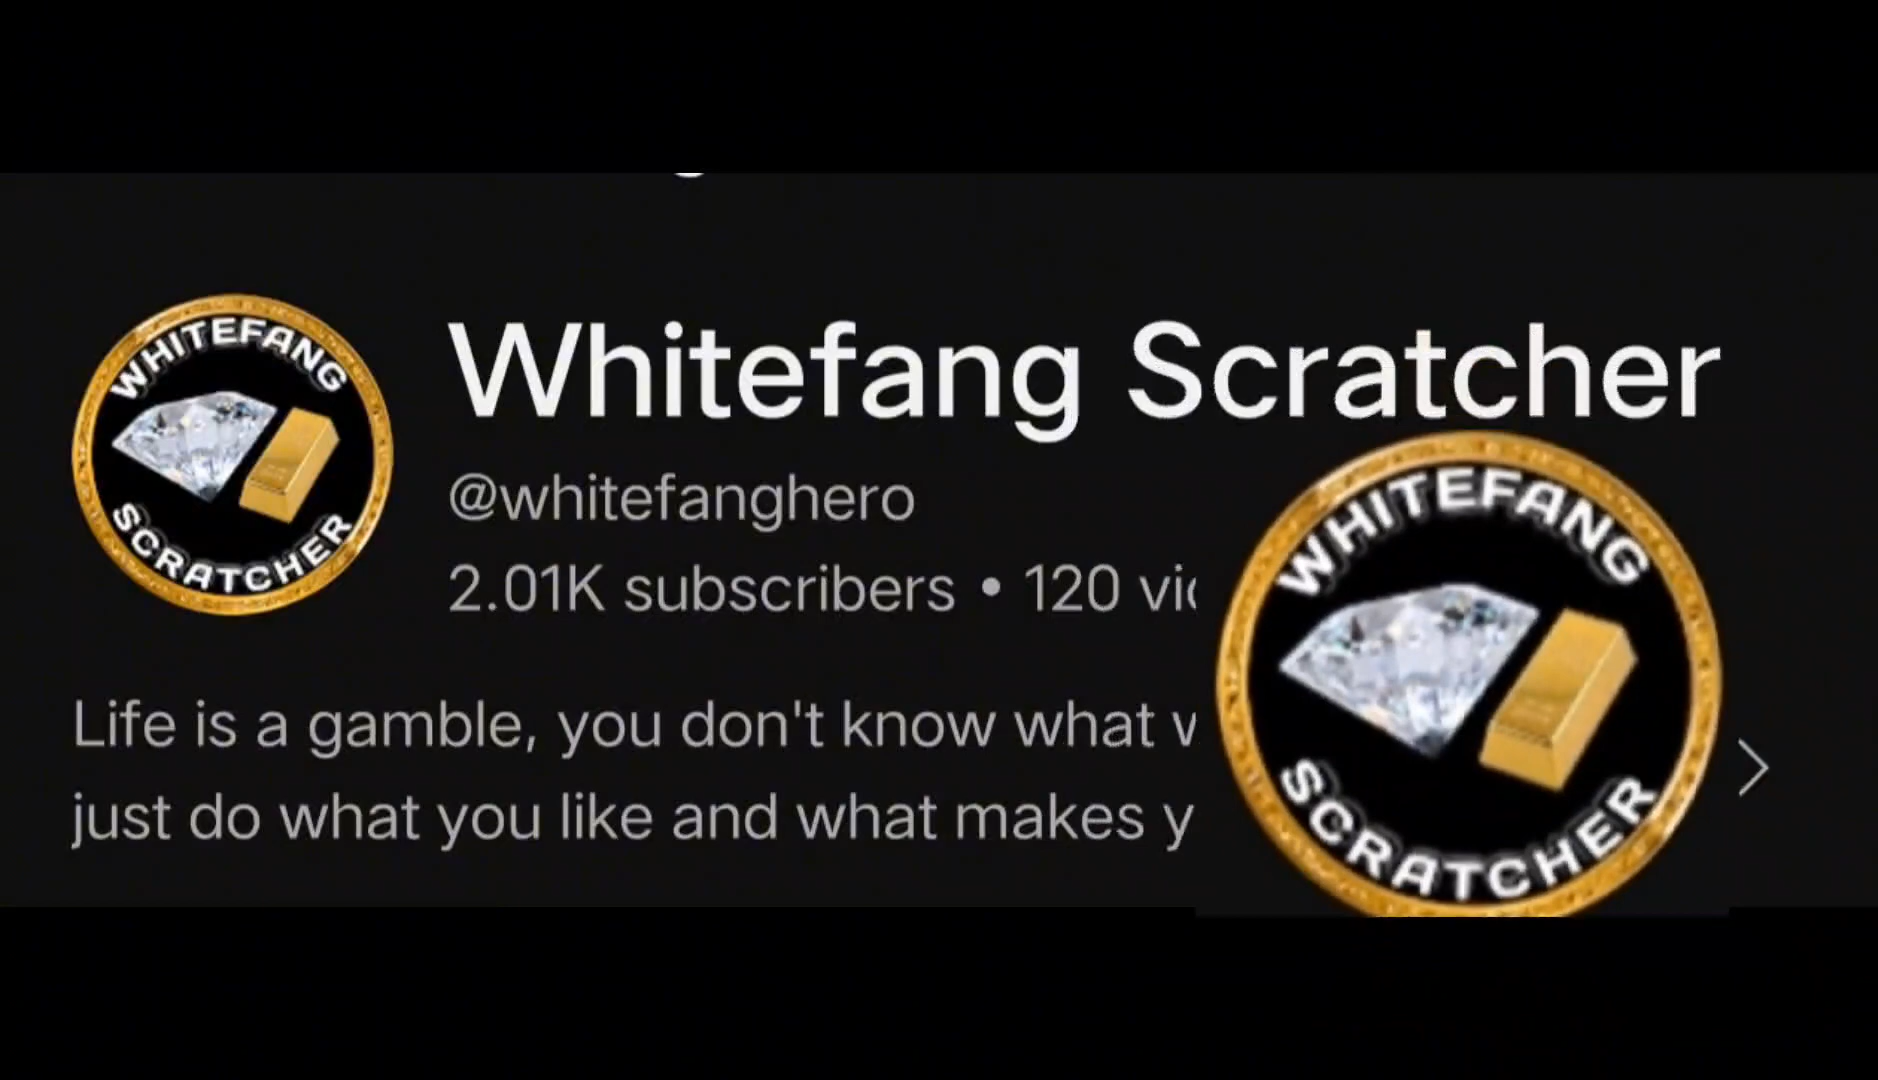 WHITEFANG
SCRATCHER
Whitefang Scratcher
@whitefanghero
2.01K subscribers • 120
Life is a gamble, you don't know what
just do what you like and what makes
WHITEFANG
SCRATCHER